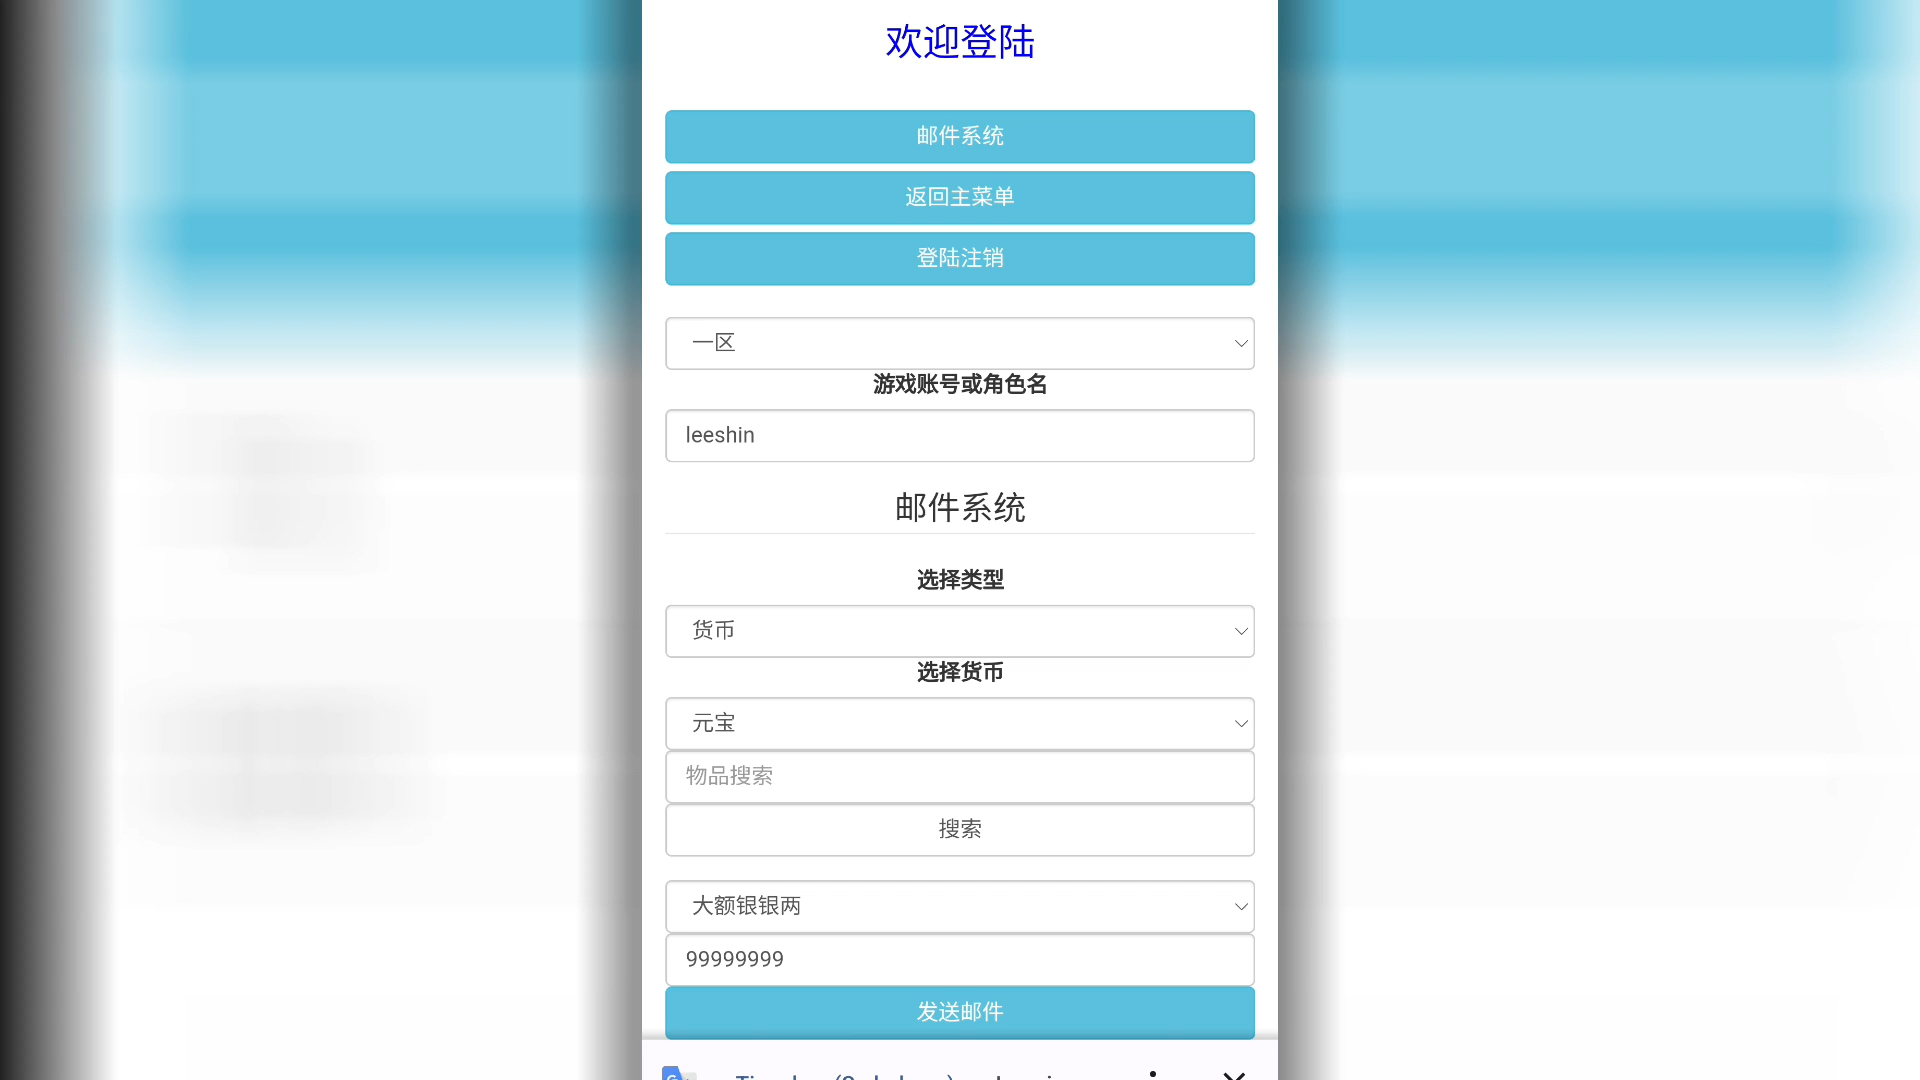 欢迎登陆
邮件系统
返回主菜单
登陆注销
一区
游戏账号或角色名
leeshin
邮件系统
选择类型
货币
选择货币
元宝
物品搜索
搜索
大额银银两
99999999
发送邮件